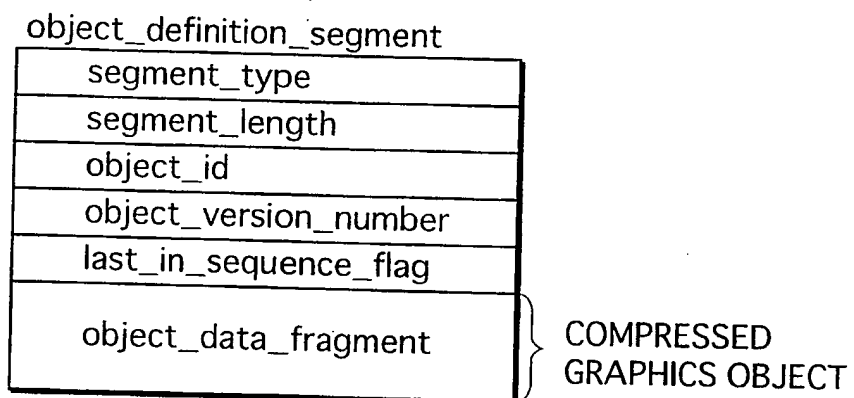 object_definition_segment
segment_type
segment_length
object_id
object_version_number
last_in_sequence_flag
object_data_fragment
COMPRESSED
GRAPHICS OBJECT